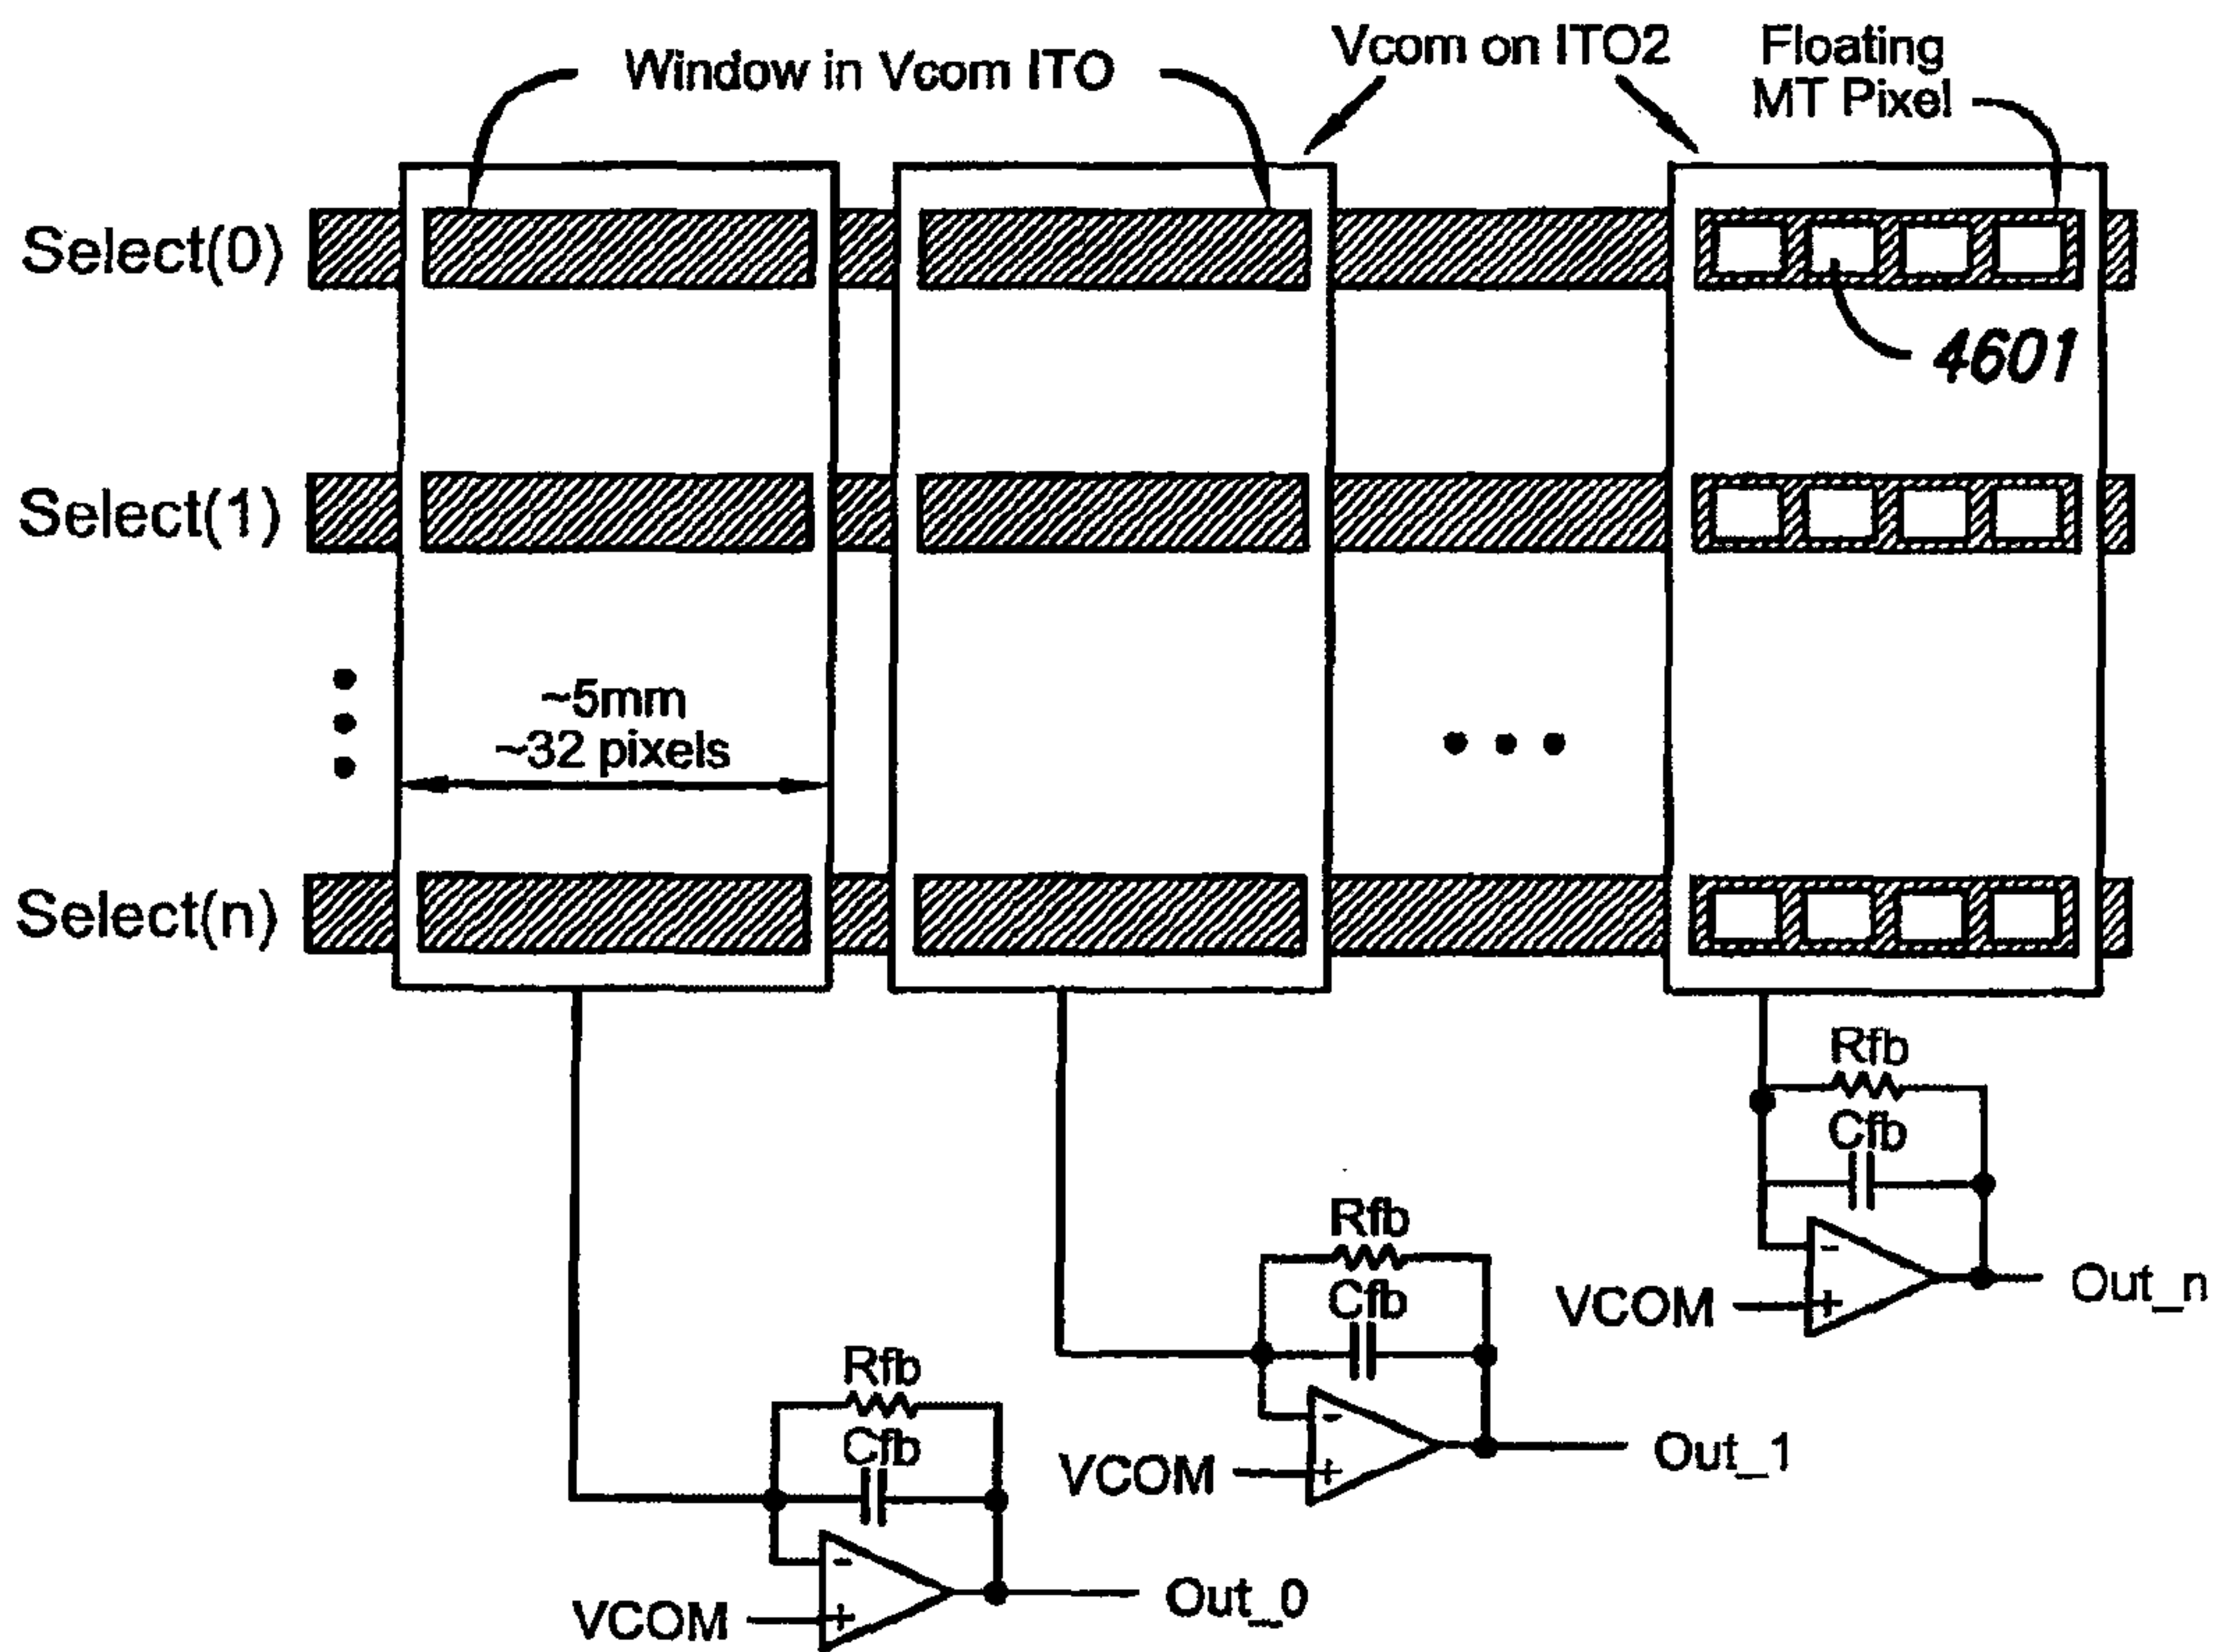 Window in Vcom ITO
Vcom on ITO2
Floating
MT Pixel
Select(0)
4601
Select(1)
~5mm
~32 pixels
Select(n)
Rfb
Cfb
-
VCOM
+
Out_n
Rfb
Cfb
-
VCOM
+
Out_1
Rfb
Cfb
-
VCOM
+
Out_0